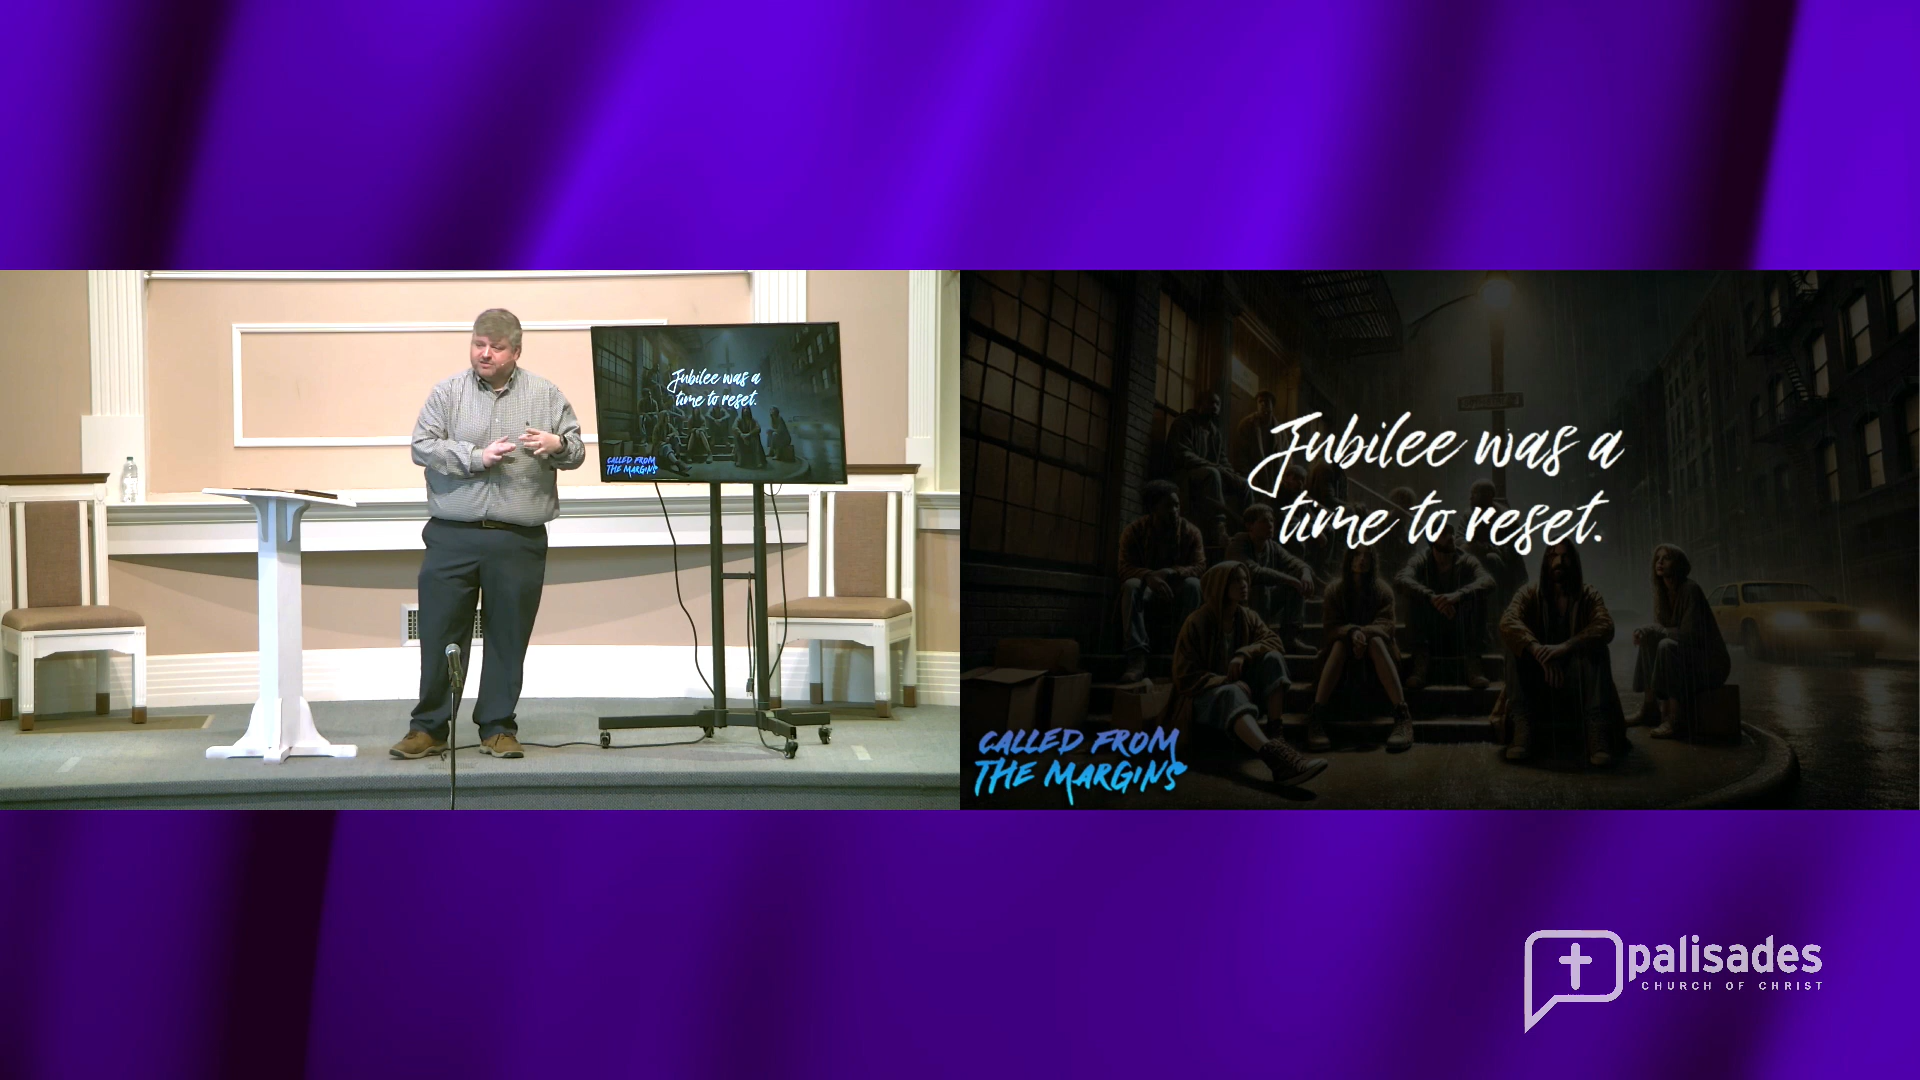 Jubilee was a
time to reset.
CALLED FROM
THE MARGINS
Jubilee was a
time to reset.
CALLED FROM
THE MARGINS
palisades
CHURCH OF CHRIST